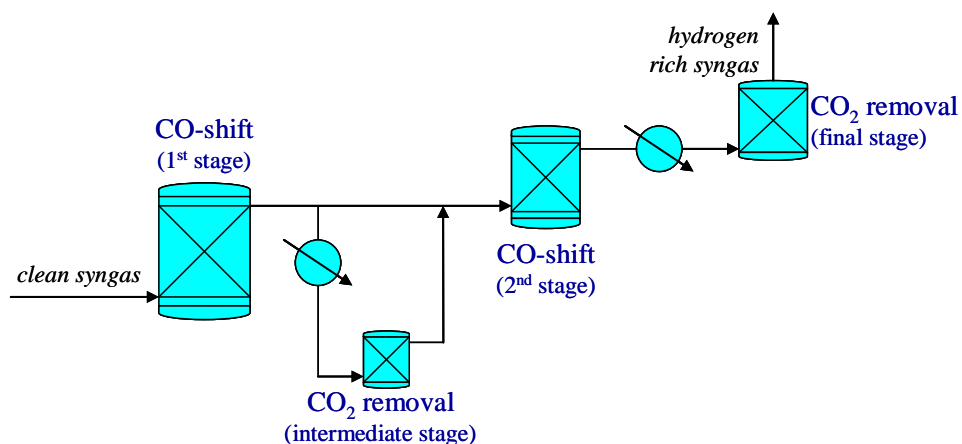 hydrogen
rich syngas
CO₂ removal
(final stage)
CO-shift
(1st stage)
CO-shift
(2nd stage)
clean syngas
CO₂ removal
(intermediate stage)